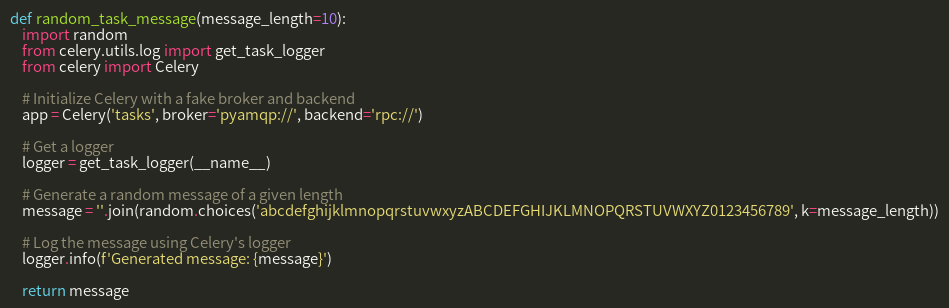 def random_task_message(message_length=10):
    import random
    from celery.utils.log import get_task_logger
    from celery import Celery

    # Initialize Celery with a fake broker and backend
    app = Celery('tasks', broker='pyamqp://', backend='rpc://')

    # Get a logger
    logger = get_task_logger(__name__)

    # Generate a random message of a given length
    message = ''.join(random.choices('abcdefghijklmnopqrstuvwxyzABCDEFGHIJKLMNOPQRSTUVWXYZ0123456789', k=message_length))

    # Log the message using Celery's logger
    logger.info(f'Generated message: {message}')

    return message